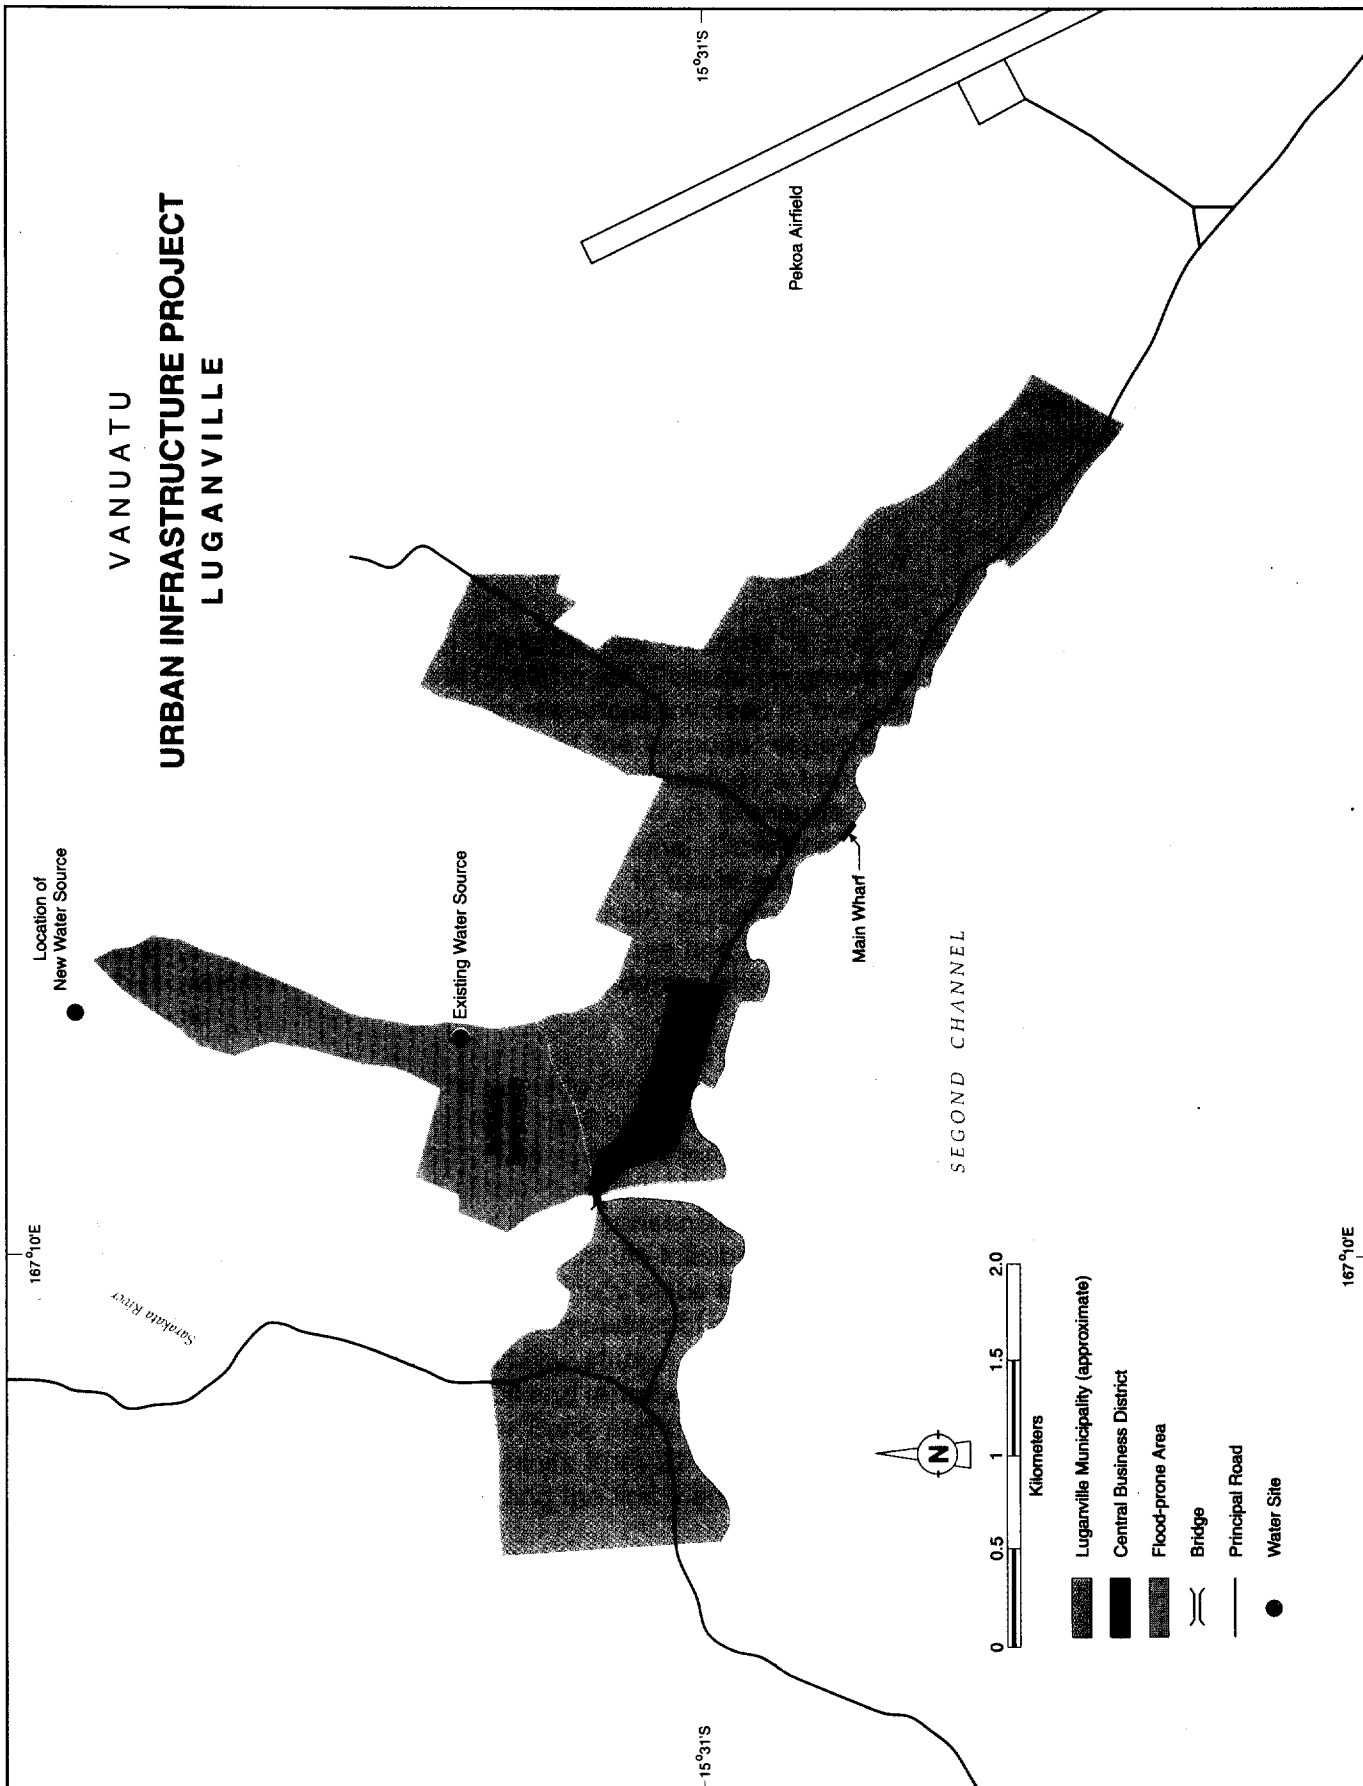 VANUATU
URBAN INFRASTRUCTURE PROJECT
LUGANVILLE
167°10'E
Sarakata River
Location of
New Water Source
Existing Water Source
15°31'S
15°31'S
Pekoa Airfield
Main Wharf
SEGOND CHANNEL
N
0 0.5 1 1.5 2.0
Kilometers
Luganville Municipality (approximate)
Central Business District
Flood-prone Area
Bridge
Principal Road
Water Site
167°10'E